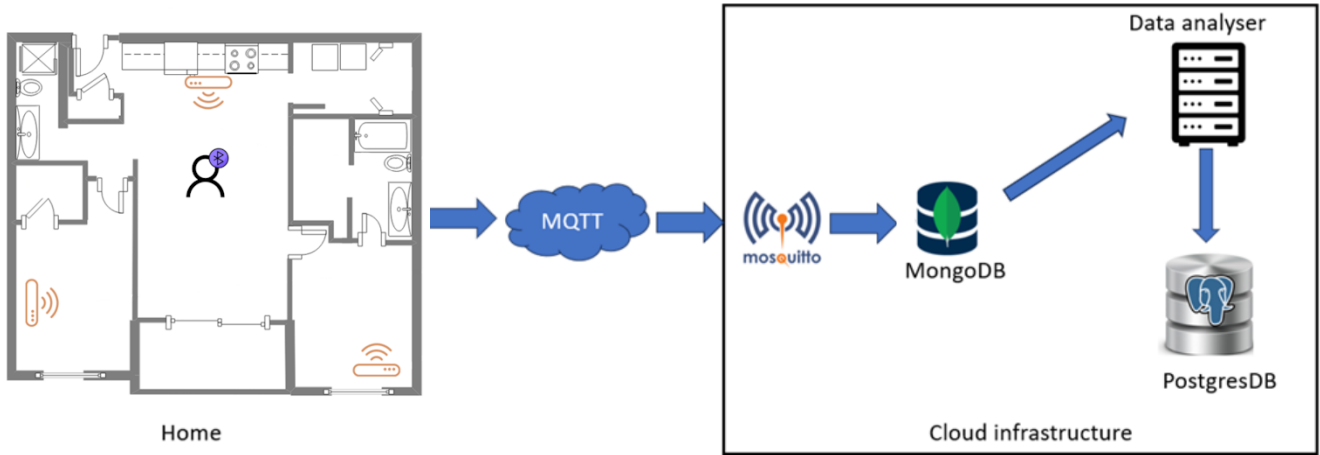 Data analyser
MQTT
mosquitto
MongoDB
PostgresDB
Home
Cloud infrastructure